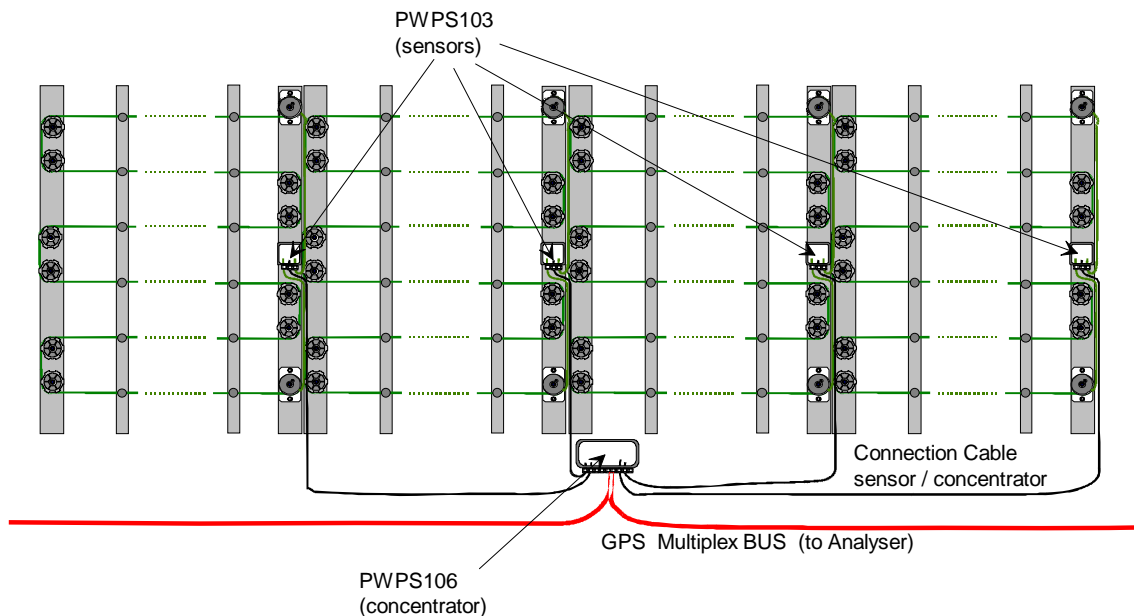 PWPS103
(sensors)
Connection Cable
sensor / concentrator
GPS Multiplex BUS (to Analyser)
PWPS106
(concentrator)